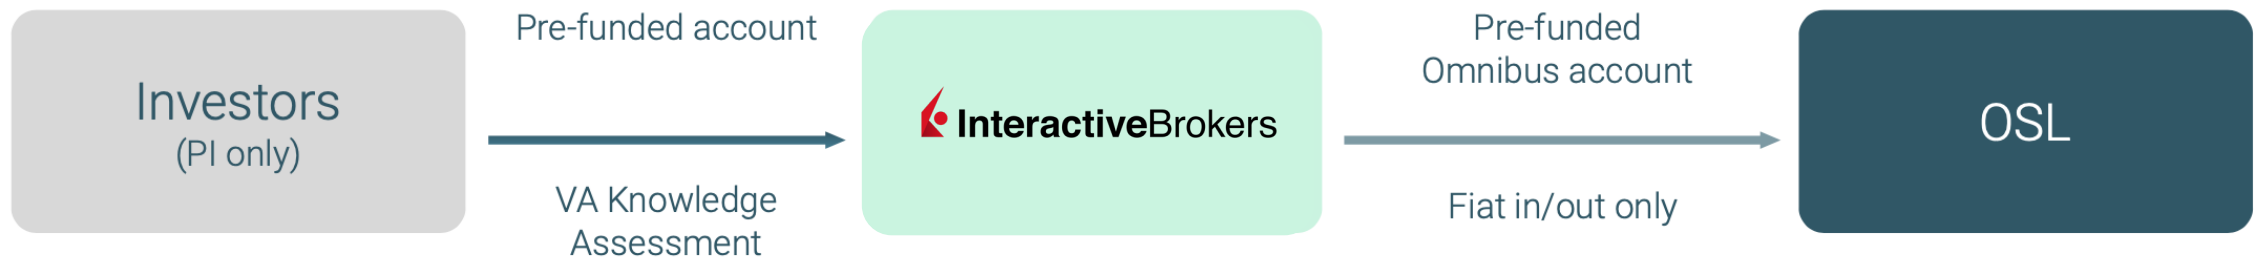 Investors
(PI only)
Pre-funded account
VA Knowledge
Assessment
InteractiveBrokers
Pre-funded
Omnibus account
Fiat in/out only
OSL